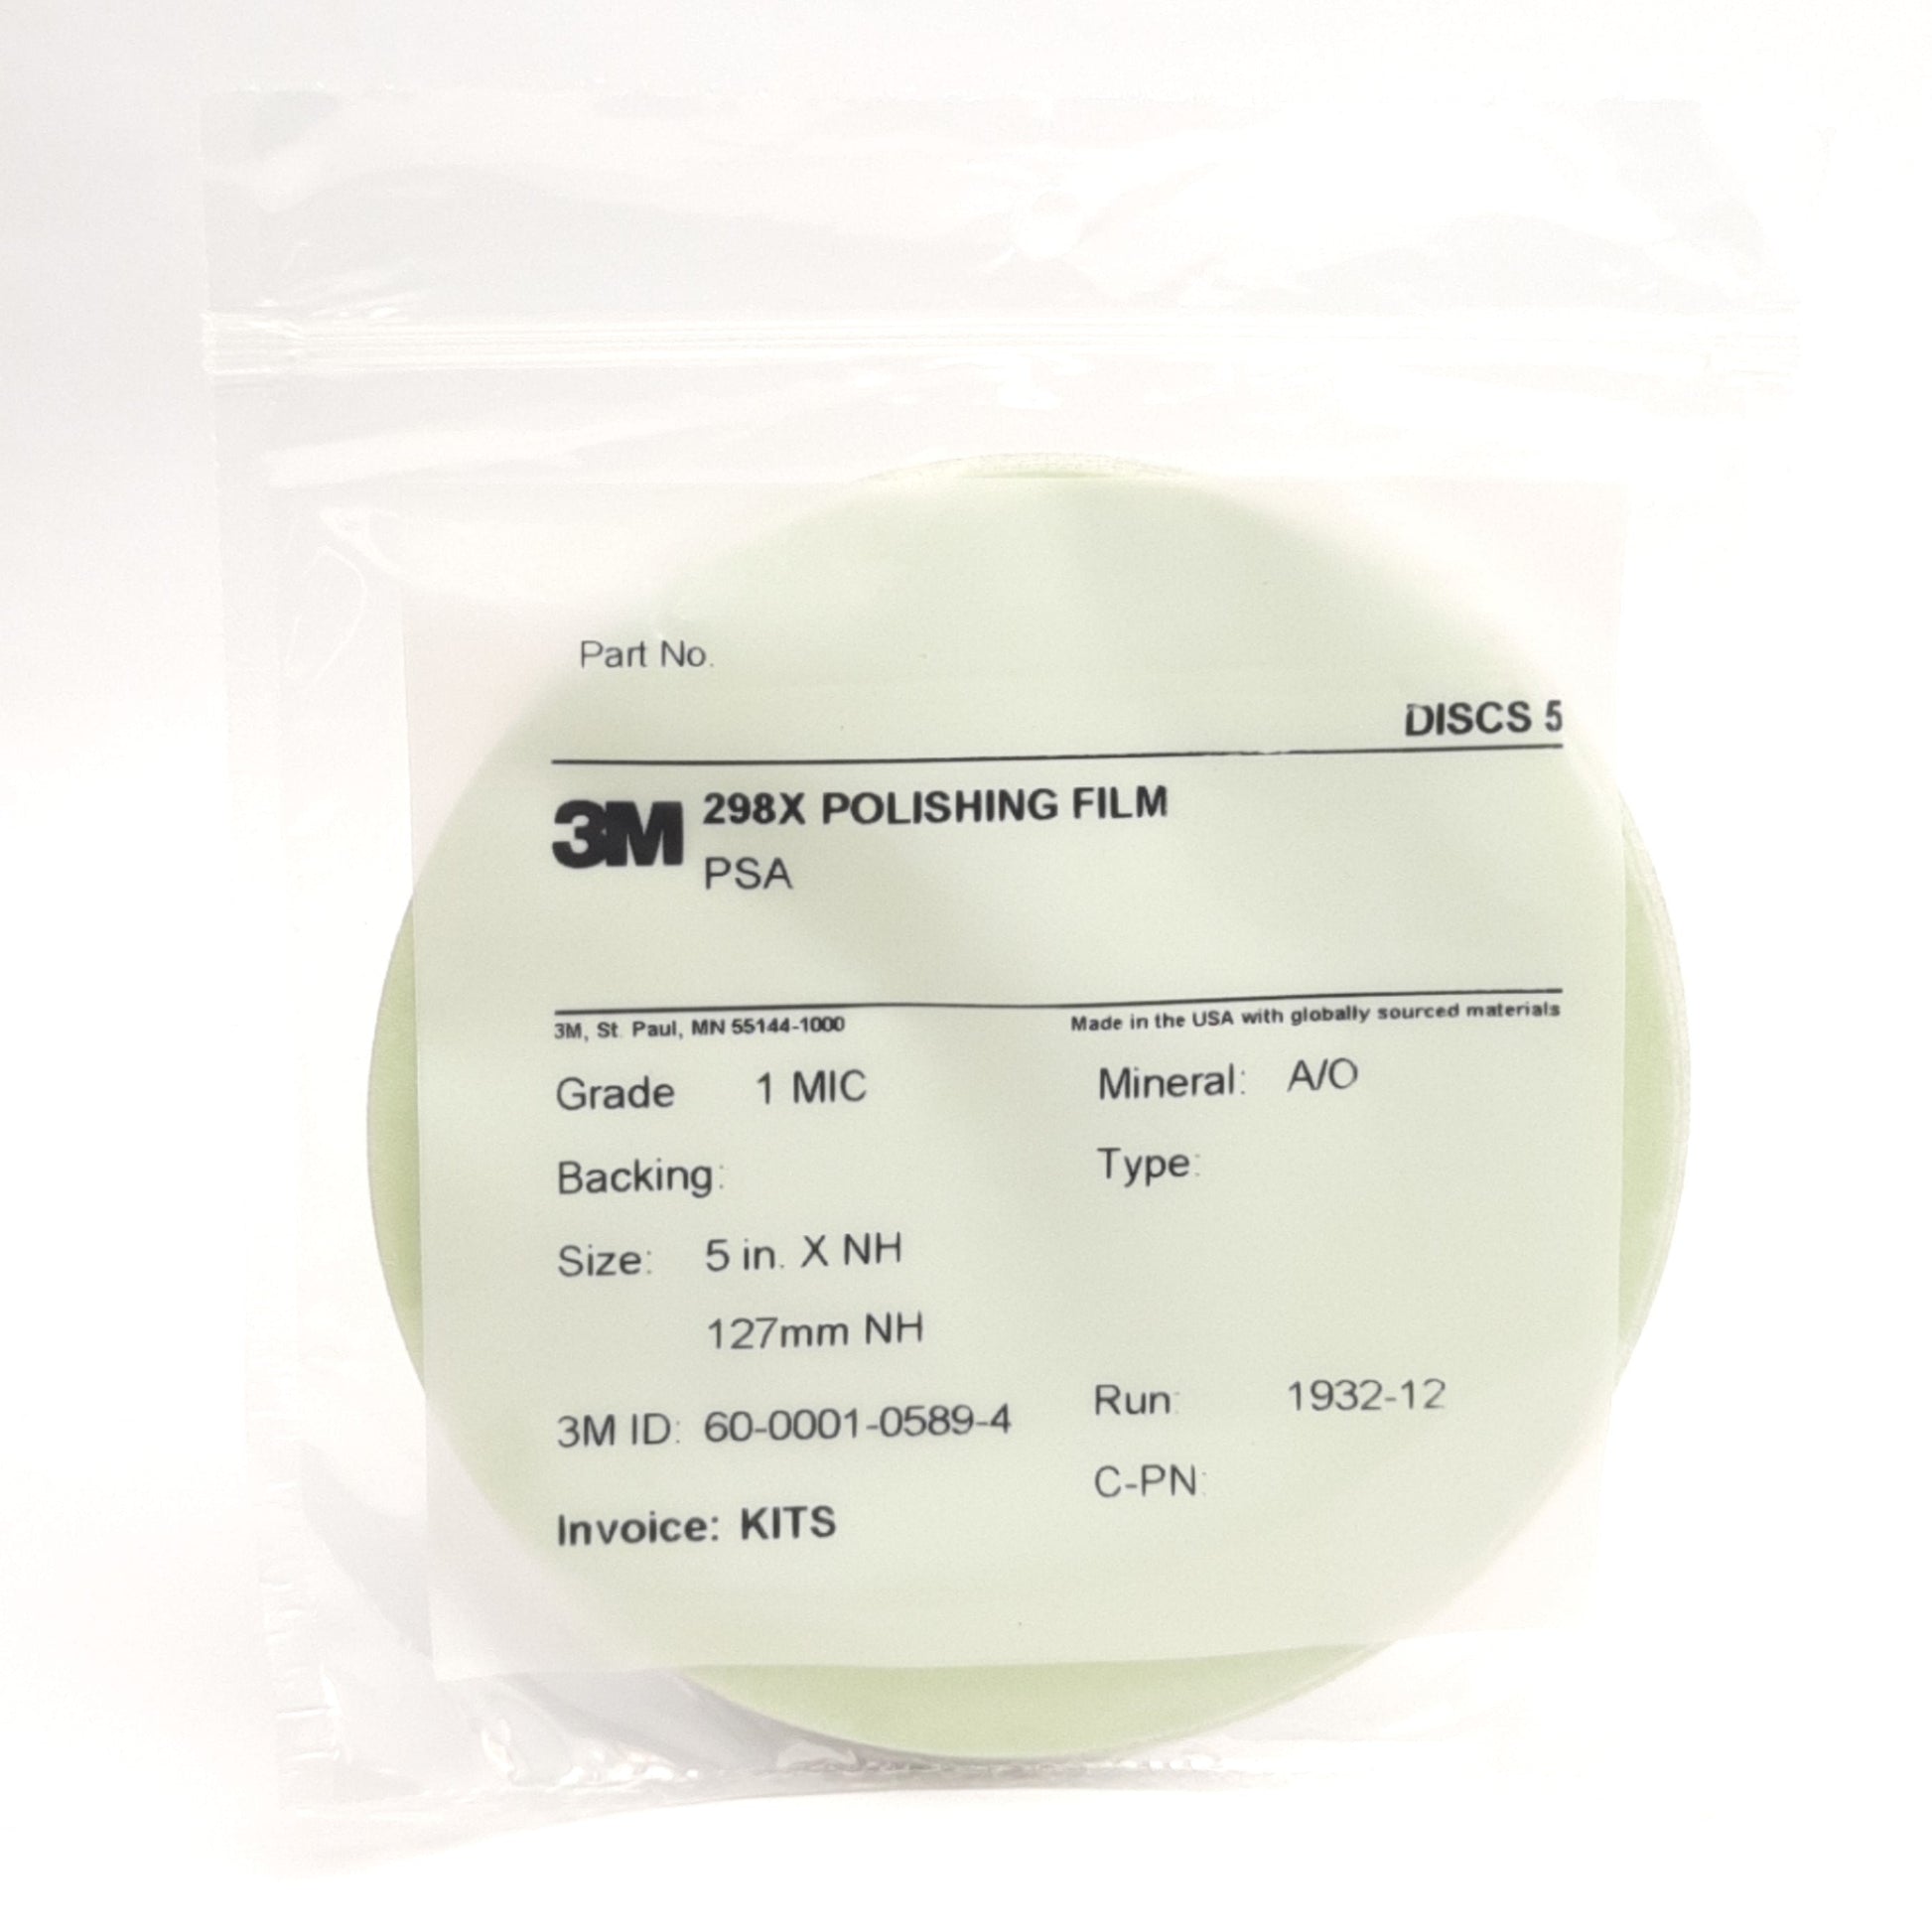 Part No.
DISCS 5
3M 298X POLISHING FILM
PSA
3M, St. Paul, MN 55144-1000 Made in the USA with globally sourced materials
Grade 1 MIC Mineral: A/O
Backing: Type:
Size: 5 in. X NH
127mm NH
3M ID: 60-0001-0589-4 Run: 1932-12
C-PN:
Invoice: KITS